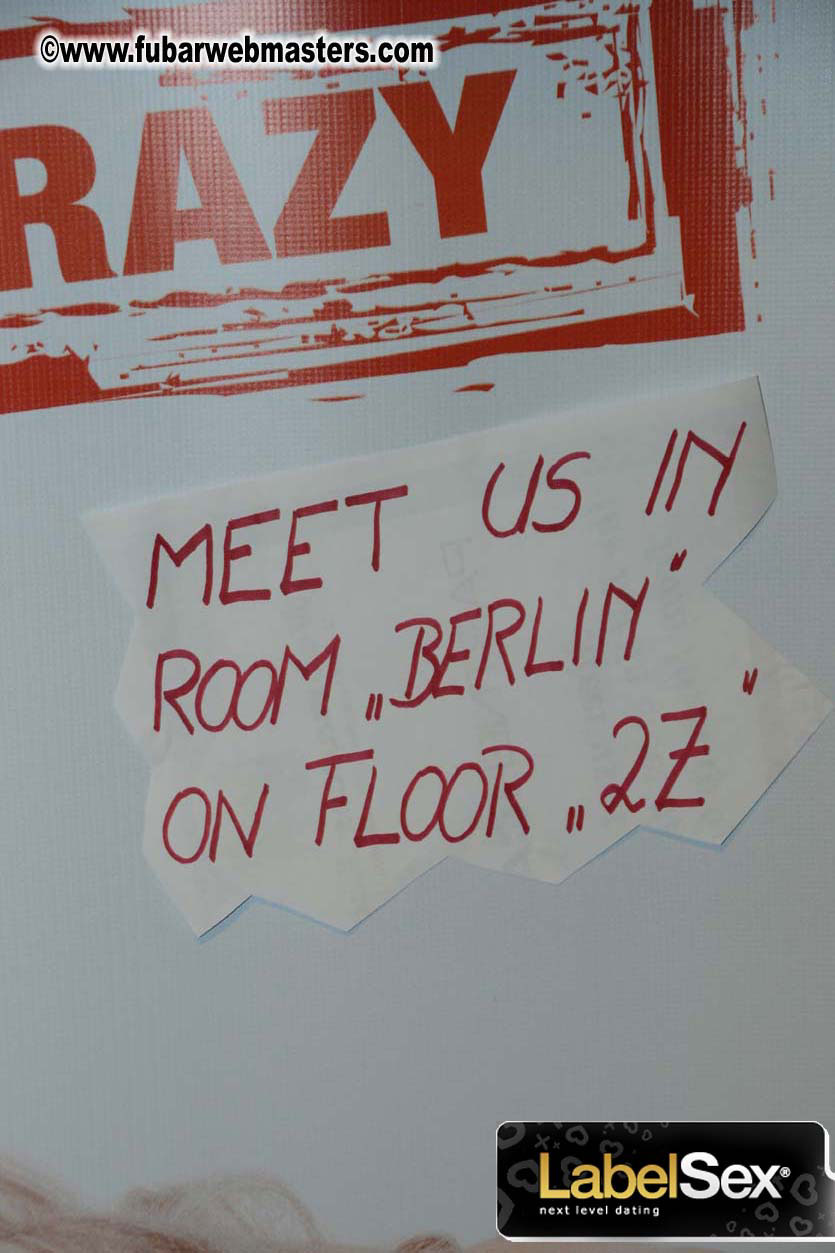 ©www.fubarwebmasters.com
RAZY
MEET US IN
ROOM „BERLIN"
ON FLOOR „2Z"
LabelSex®
next level dating